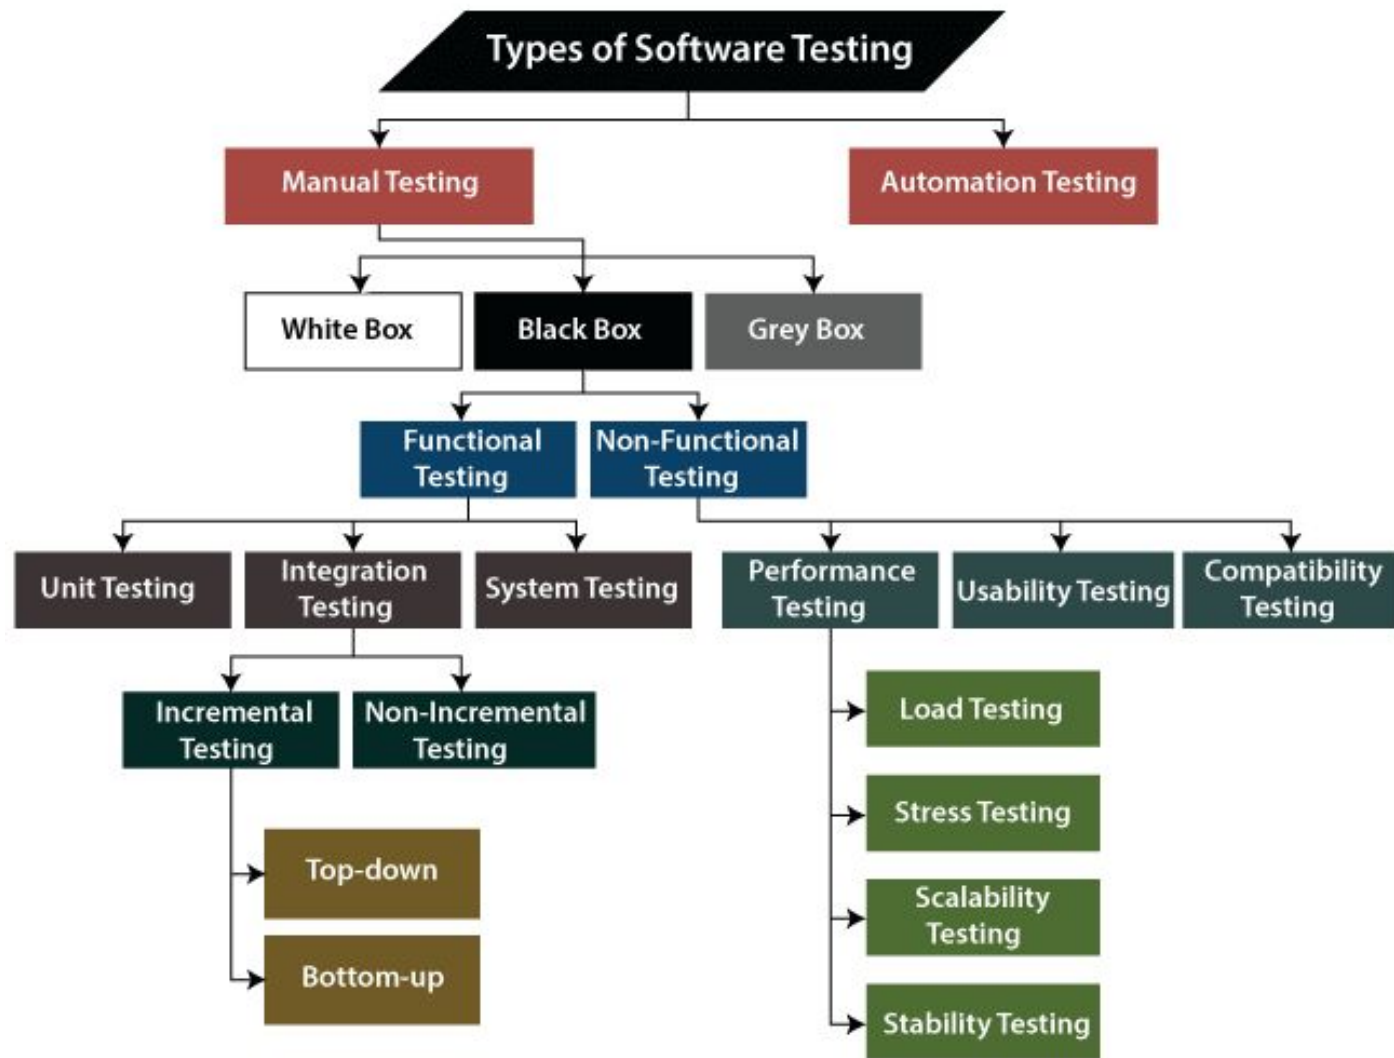 Types of Software Testing
Manual Testing
Automation Testing
White Box
Black Box
Grey Box
Functional
Testing
Non-Functional
Testing
Unit Testing
Integration
Testing
System Testing
Performance
Testing
Usability Testing
Compatibility
Testing
Incremental
Testing
Non-Incremental
Testing
Top-down
Bottom-up
Load Testing
Stress Testing
Scalability
Testing
Stability Testing